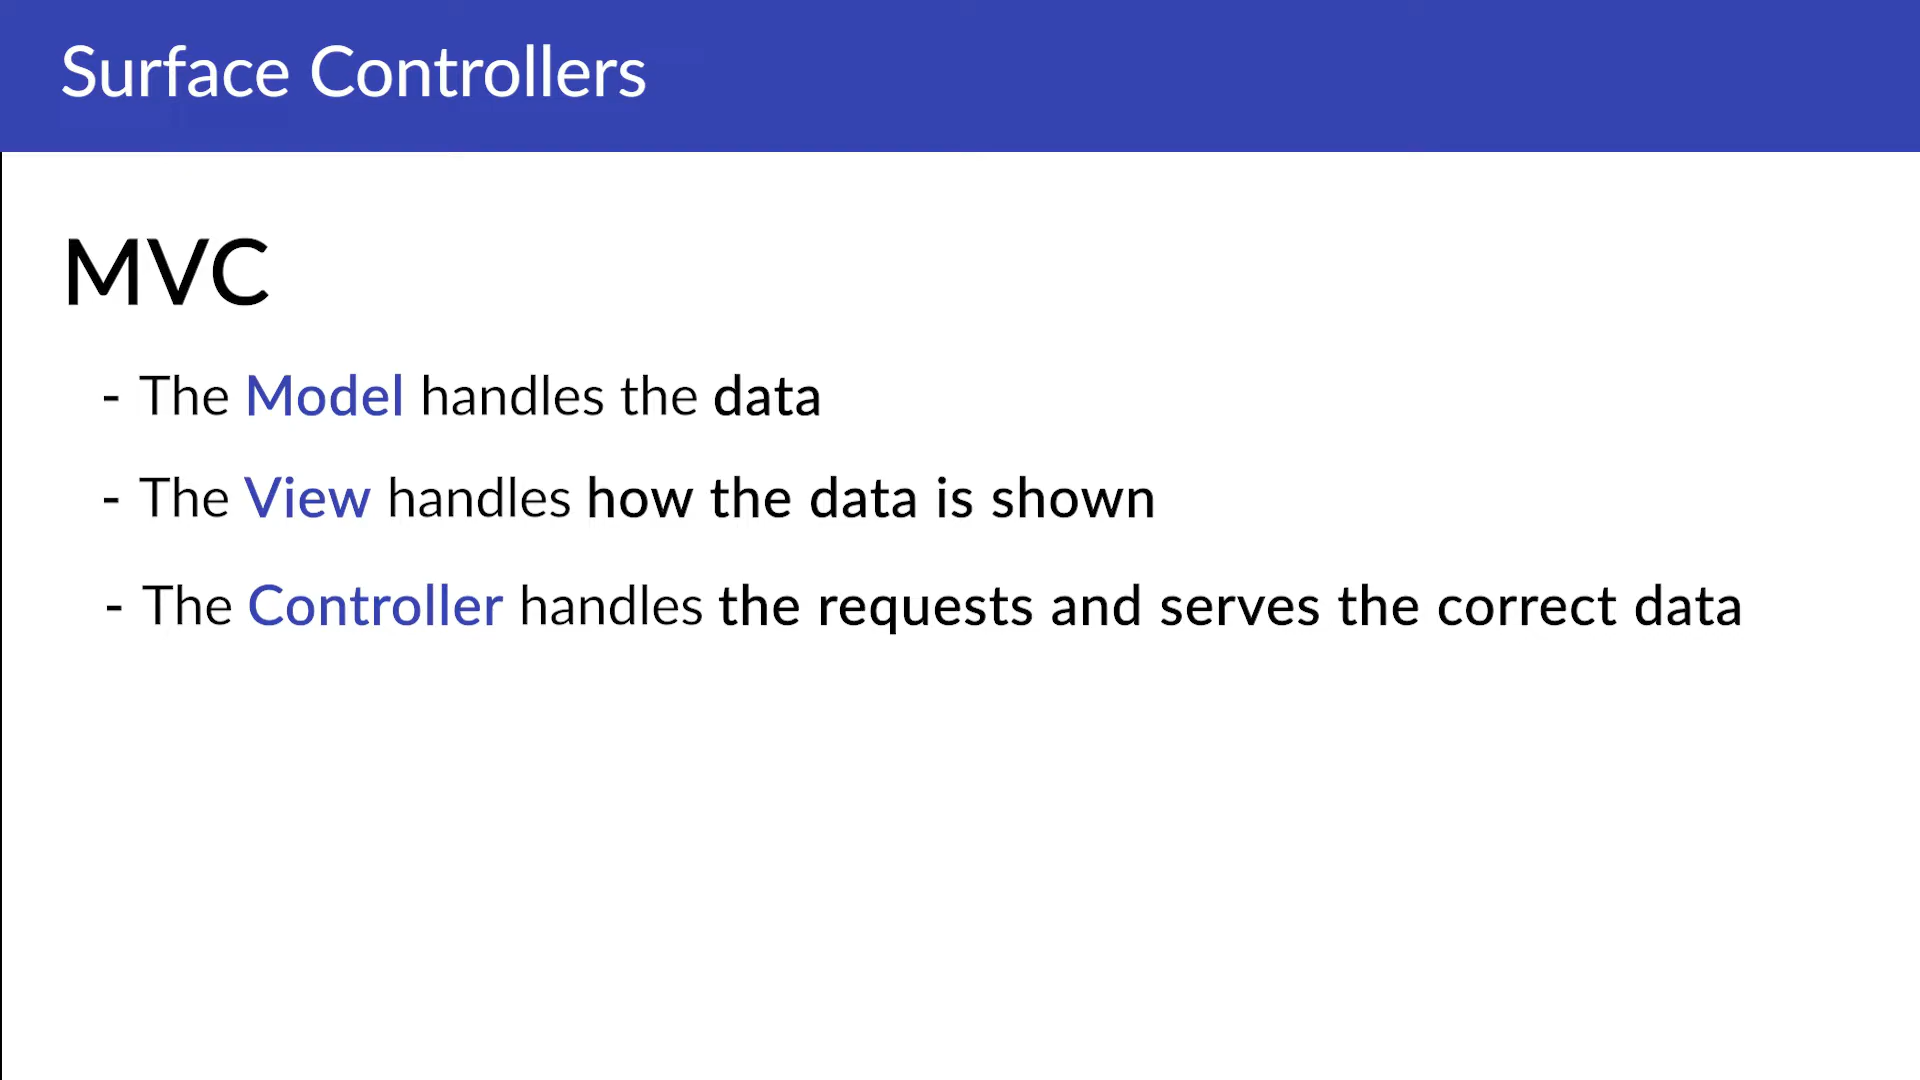 Surface Controllers
MVC
- The Model handles the data
- The View handles how the data is shown
- The Controller handles the requests and serves the correct data